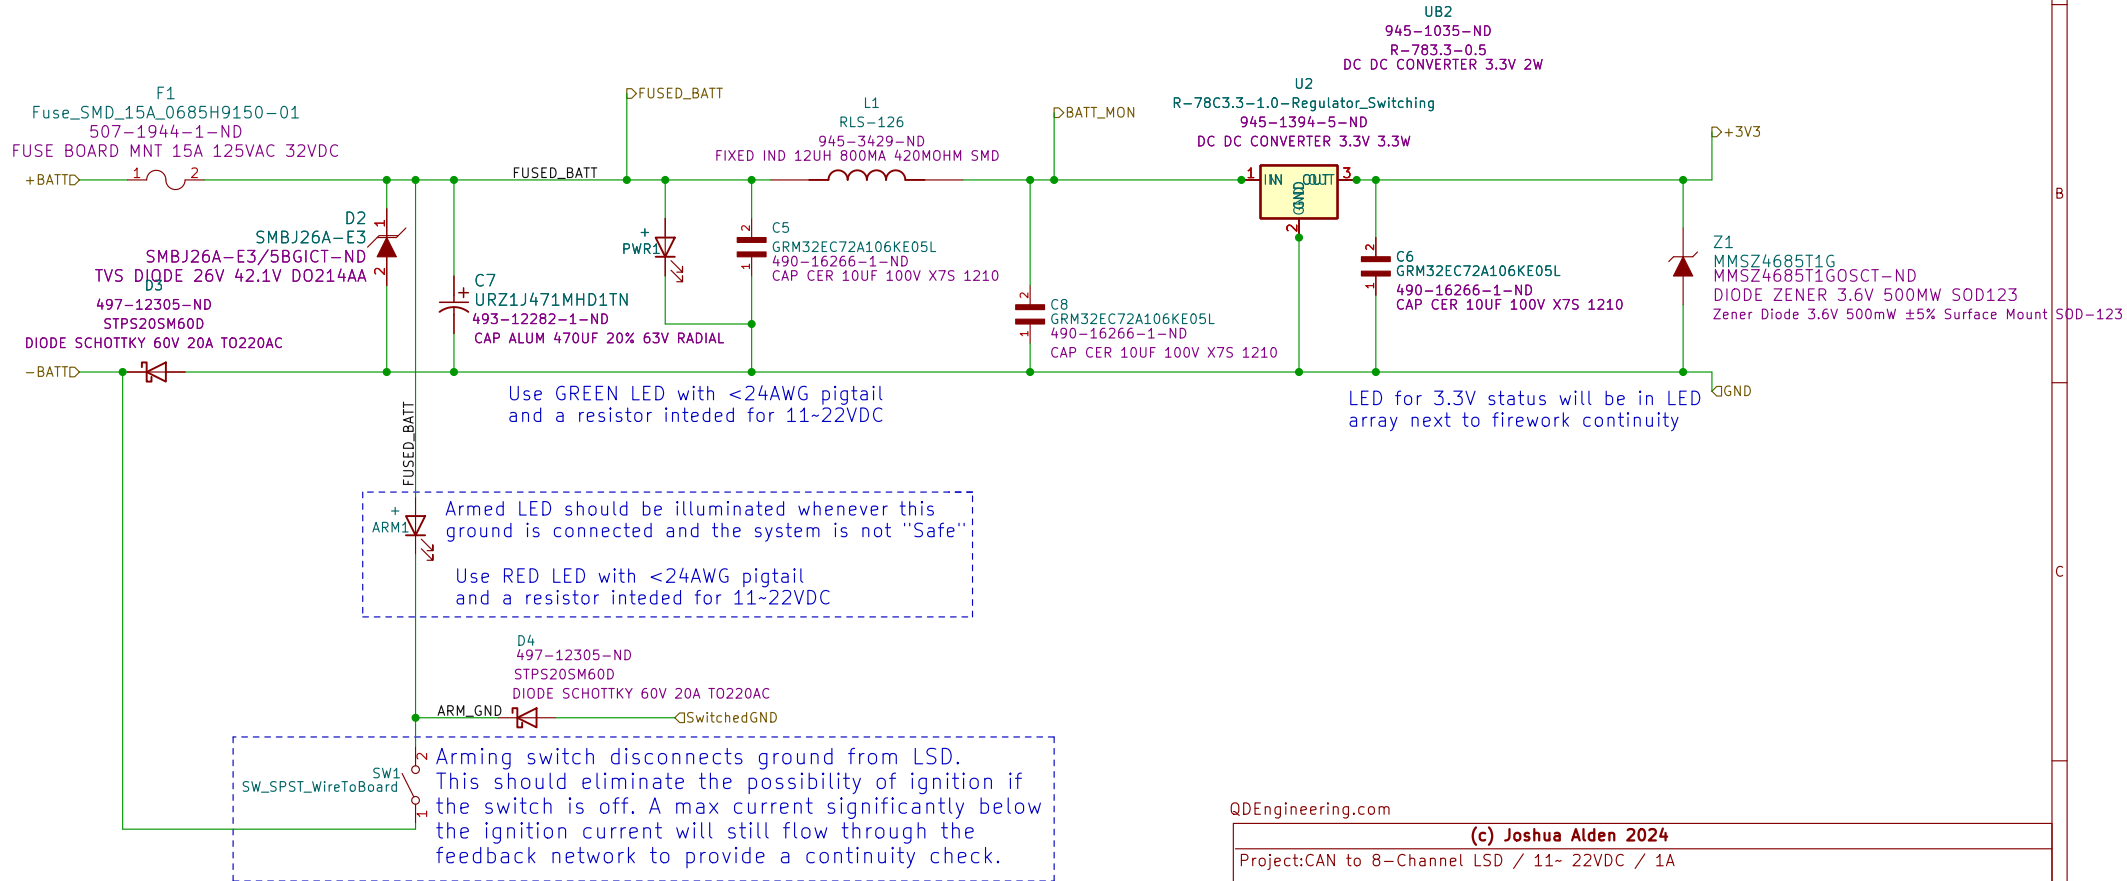 UB2
945-1035-ND
R-783.3-0.5
DC DC CONVERTER 3.3V 2W
F1
Fuse_SMD_15A_0685H9150-01
507-1944-1-ND
FUSE BOARD MNT 15A 125VAC 32VDC
1
2
+BATT
FUSED_BATT
FUSED_BATT
L1
RLS-126
945-3429-ND
FIXED IND 12UH 800MA 420MOHM SMD
BATT_MON
U2
R-78C3.3-1.0-Regulator_Switching
945-1394-5-ND
DC DC CONVERTER 3.3V 3.3W
1
IN
OUT
3
GND
2
+3V3
B
D2
SMBJ26A-E3
SMBJ26A-E3/5BGICT-ND
TVS DIODE 26V 42.1V DO214AA
1
2
D3
497-12305-ND
STPS20SM60D
DIODE SCHOTTKY 60V 20A TO220AC
-BATT
C7
URZ1J471MHD1TN
493-12282-1-ND
CAP ALUM 470UF 20% 63V RADIAL
+
+
PWR1
2
1
C5
GRM32EC72A106KE05L
490-16266-1-ND
CAP CER 10UF 100V X7S 1210
2
1
C8
GRM32EC72A106KE05L
490-16266-1-ND
CAP CER 10UF 100V X7S 1210
2
1
C6
GRM32EC72A106KE05L
490-16266-1-ND
CAP CER 10UF 100V X7S 1210
Z1
MMSZ4685T1G
MMSZ4685T1GOSCT-ND
DIODE ZENER 3.6V 500MW SOD123
Zener Diode 3.6V 500mW ±5% Surface Mount SOD-123
GND
Use GREEN LED with <24AWG pigtail
and a resistor inteded for 11~22VDC
LED for 3.3V status will be in LED
array next to firework continuity
FUSED_BATT
+
ARM1
Armed LED should be illuminated whenever this
ground is connected and the system is not "Safe"
Use RED LED with <24AWG pigtail
and a resistor inteded for 11~22VDC
C
D4
497-12305-ND
STPS20SM60D
DIODE SCHOTTKY 60V 20A TO220AC
ARM_GND
SwitchedGND
2
SW1
SW_SPST_WireToBoard
1
Arming switch disconnects ground from LSD.
This should eliminate the possibility of ignition if
the switch is off. A max current significantly below
the ignition current will still flow through the
feedback network to provide a continuity check.
QDEngineering.com
(c) Joshua Alden 2024
Project:CAN to 8-Channel LSD / 11~ 22VDC / 1A